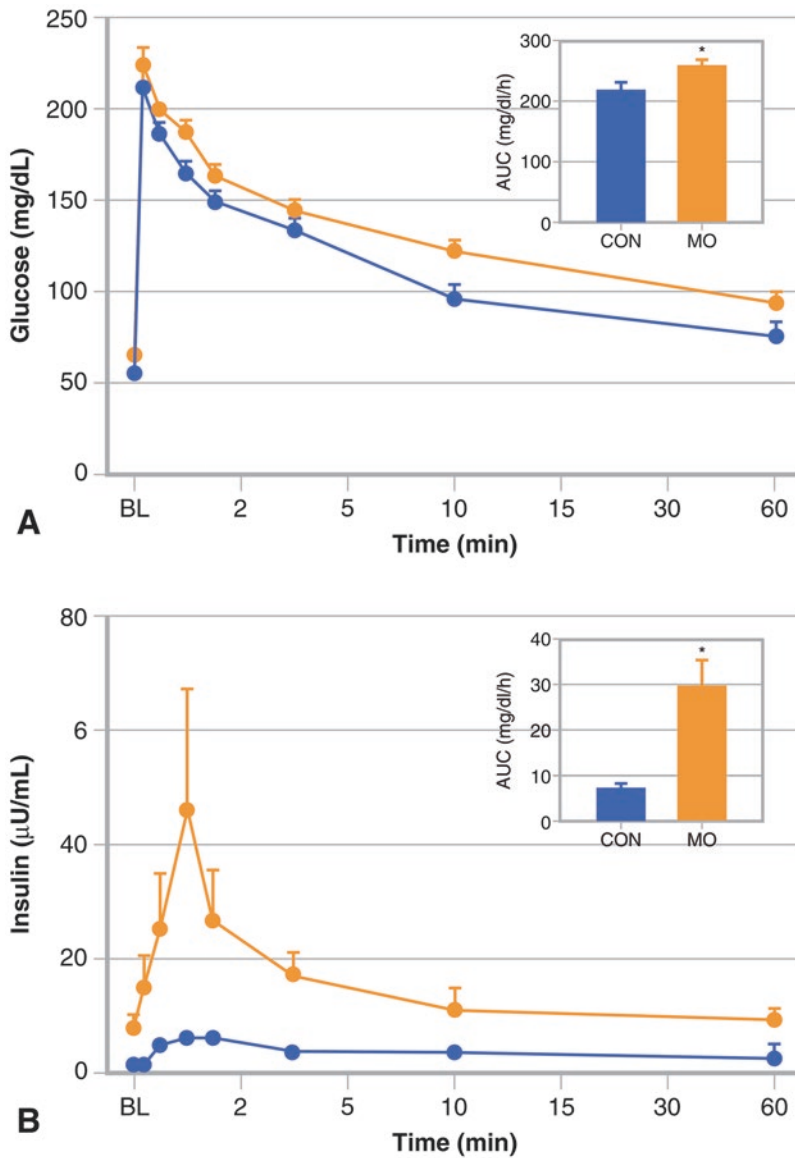 250
200
150
100
50
0
Glucose (mg/dL)
BL 2 5 10 15 30 60
Time (min)
A
300
200
100
0
AUC (mg/dl/h)
*
CON MO
80
6
40
20
0
Insulin (μU/mL)
BL 2 5 10 15 30 60
Time (min)
B
40
30
10
0
AUC (mg/dl/h)
*
CON MO